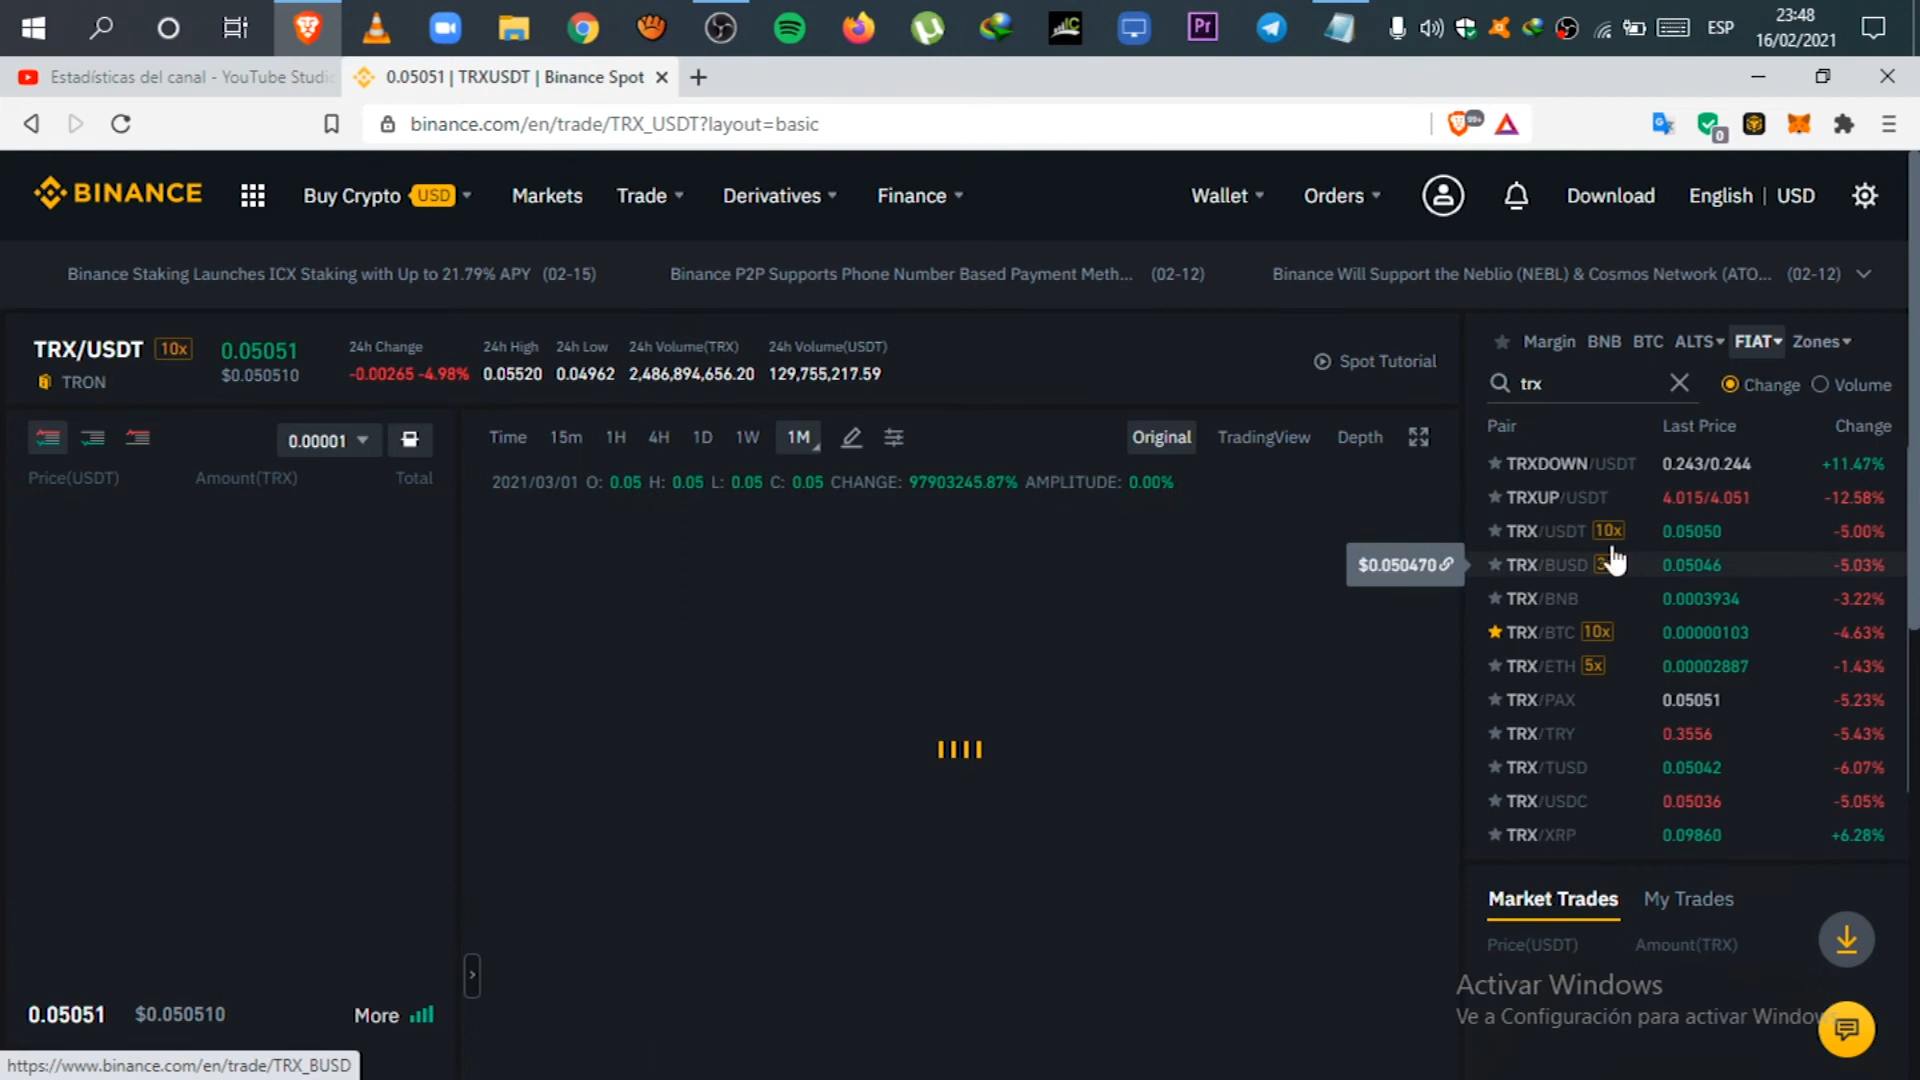 ESP
23:48
16/02/2021
Estadísticas del canal - YouTube Studi
0.05051 | TRXUSDT | Binance Spot
binance.com/en/trade/TRX_USDT?layout=basic
99+
0
BINANCE
Buy Crypto USD
Markets
Trade
Derivatives
Finance
Wallet
Orders
Download
English | USD
Binance Staking Launches ICX Staking with Up to 21.79% APY (02-15)
Binance P2P Supports Phone Number Based Payment Meth... (02-12)
Binance Will Support the Neblio (NEBL) & Cosmos Network (ATO... (02-12)
TRX/USDT 10x
TRON
0.05051
$0.050510
24h Change
-0.00265 -4.98%
24h High
0.05520
24h Low
0.04962
24h Volume(TRX)
2,486,894,656.20
24h Volume(USDT)
129,755,217.59
Spot Tutorial
0.00001
Price(USDT) Amount(TRX) Total
Time 15m 1H 4H 1D 1W 1M
Original TradingView Depth
2021/03/01 O: 0.05 H: 0.05 L: 0.05 C: 0.05 CHANGE: 97903245.87% AMPLITUDE: 0.00%
$0.050470
0.05051 $0.050510 More
Margin BNB BTC ALTS FIAT Zones
trx
Change Volume
Pair Last Price Change
TRXDOWN/USDT 0.243/0.244 +11.47%
TRXUP/USDT 4.015/4.051 -12.58%
TRX/USDT 10x 0.05050 -5.00%
TRX/BUSD 0.05046 -5.03%
TRX/BNB 0.0003934 -3.22%
TRX/BTC 10x 0.00000103 -4.63%
TRX/ETH 5x 0.00002887 -1.43%
TRX/PAX 0.05051 -5.23%
TRX/TRY 0.3556 -5.43%
TRX/TUSD 0.05042 -6.07%
TRX/USDC 0.05036 -5.05%
TRX/XRP 0.09860 +6.28%
Market Trades My Trades
Price(USDT) Amount(TRX)
Activar Windows
Ve a Configuración para activar Window
https://www.binance.com/en/trade/TRX_BUSD